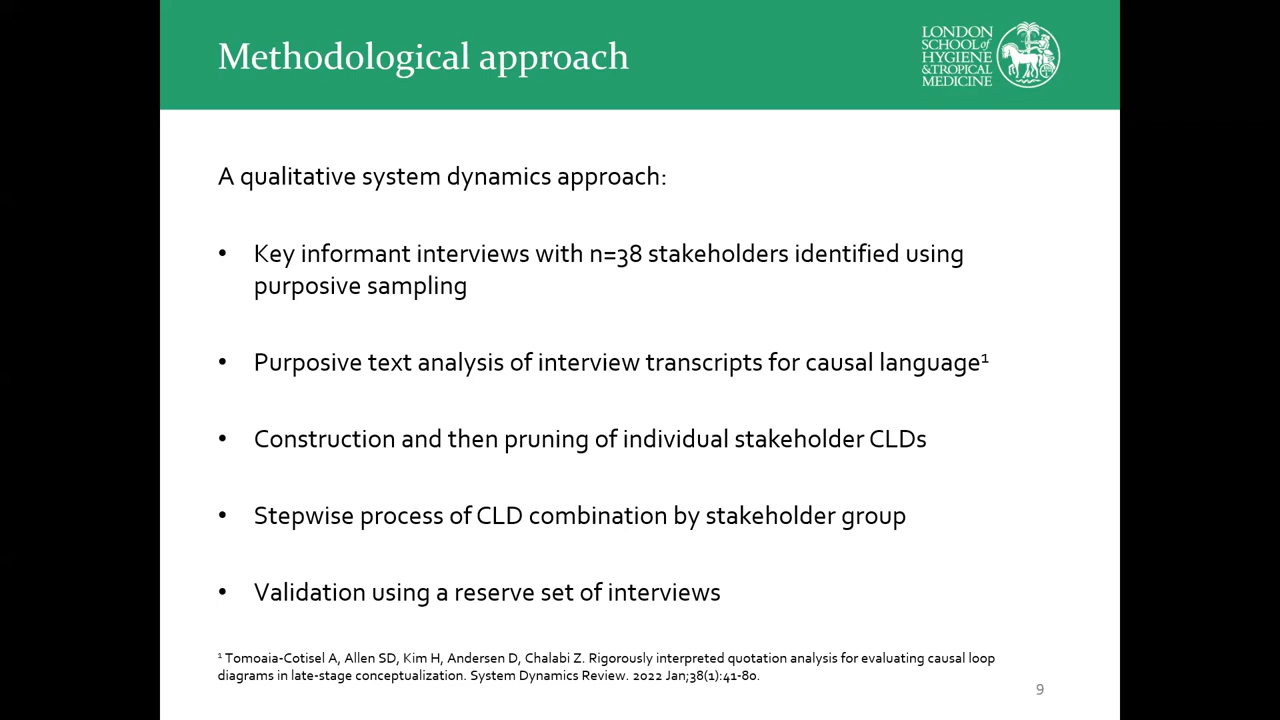 Methodological approach
LONDON
SCHOOL of
HYGIENE
& TROPICAL
MEDICINE
A qualitative system dynamics approach:
• Key informant interviews with n=38 stakeholders identified using
purposive sampling
• Purposive text analysis of interview transcripts for causal language¹
• Construction and then pruning of individual stakeholder CLDs
• Stepwise process of CLD combination by stakeholder group
• Validation using a reserve set of interviews
¹ Tomoaia-Cotisel A, Allen SD, Kim H, Andersen D, Chalabi Z. Rigorously interpreted quotation analysis for evaluating causal loop
diagrams in late-stage conceptualization. System Dynamics Review. 2022 Jan;38(1):41-80.
9